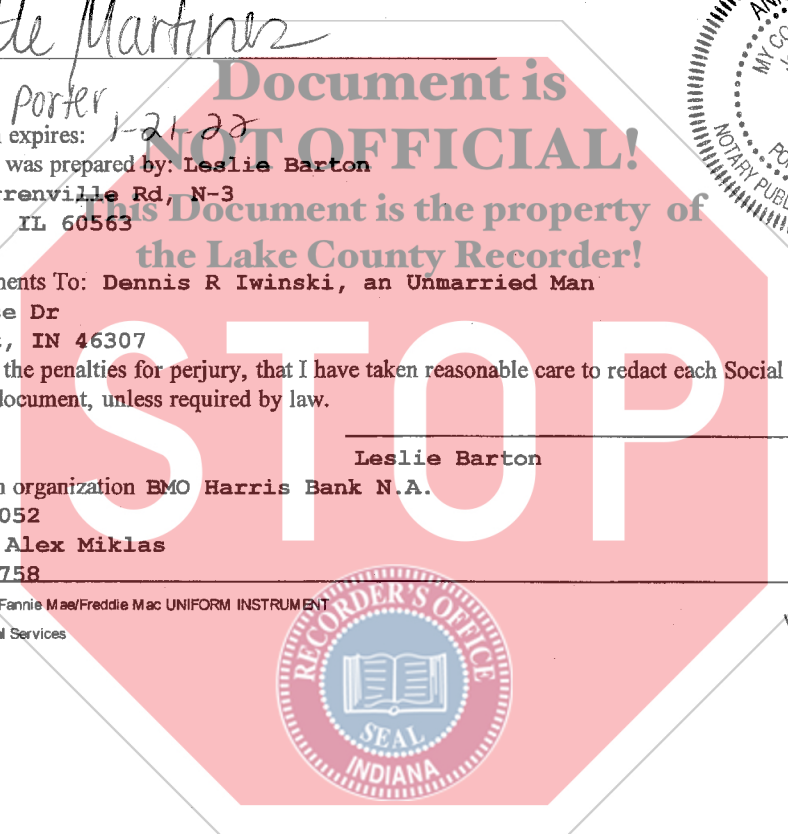 de Martinez
Document is
Porter
expires: 1-21-22
NOT OFFICIAL!
was prepared by: Leslie Barton
rrenville Rd, N-3
This Document is the property of
IL 60563
the Lake County Recorder!
ments To: Dennis R Iwinski, an Unmarried Man
se Dr
, IN 46307
the penalties for perjury, that I have taken reasonable care to redact each Social
document, unless required by law.
STOP
Leslie Barton
n organization BMO Harris Bank N.A.
052
Alex Miklas
758
Fannie Mae/Freddie Mac UNIFORM INSTRUMENT
l Services
RECORDER'S OFFICE
SEAL
INDIANA
MY CO
NOTARY PUBL